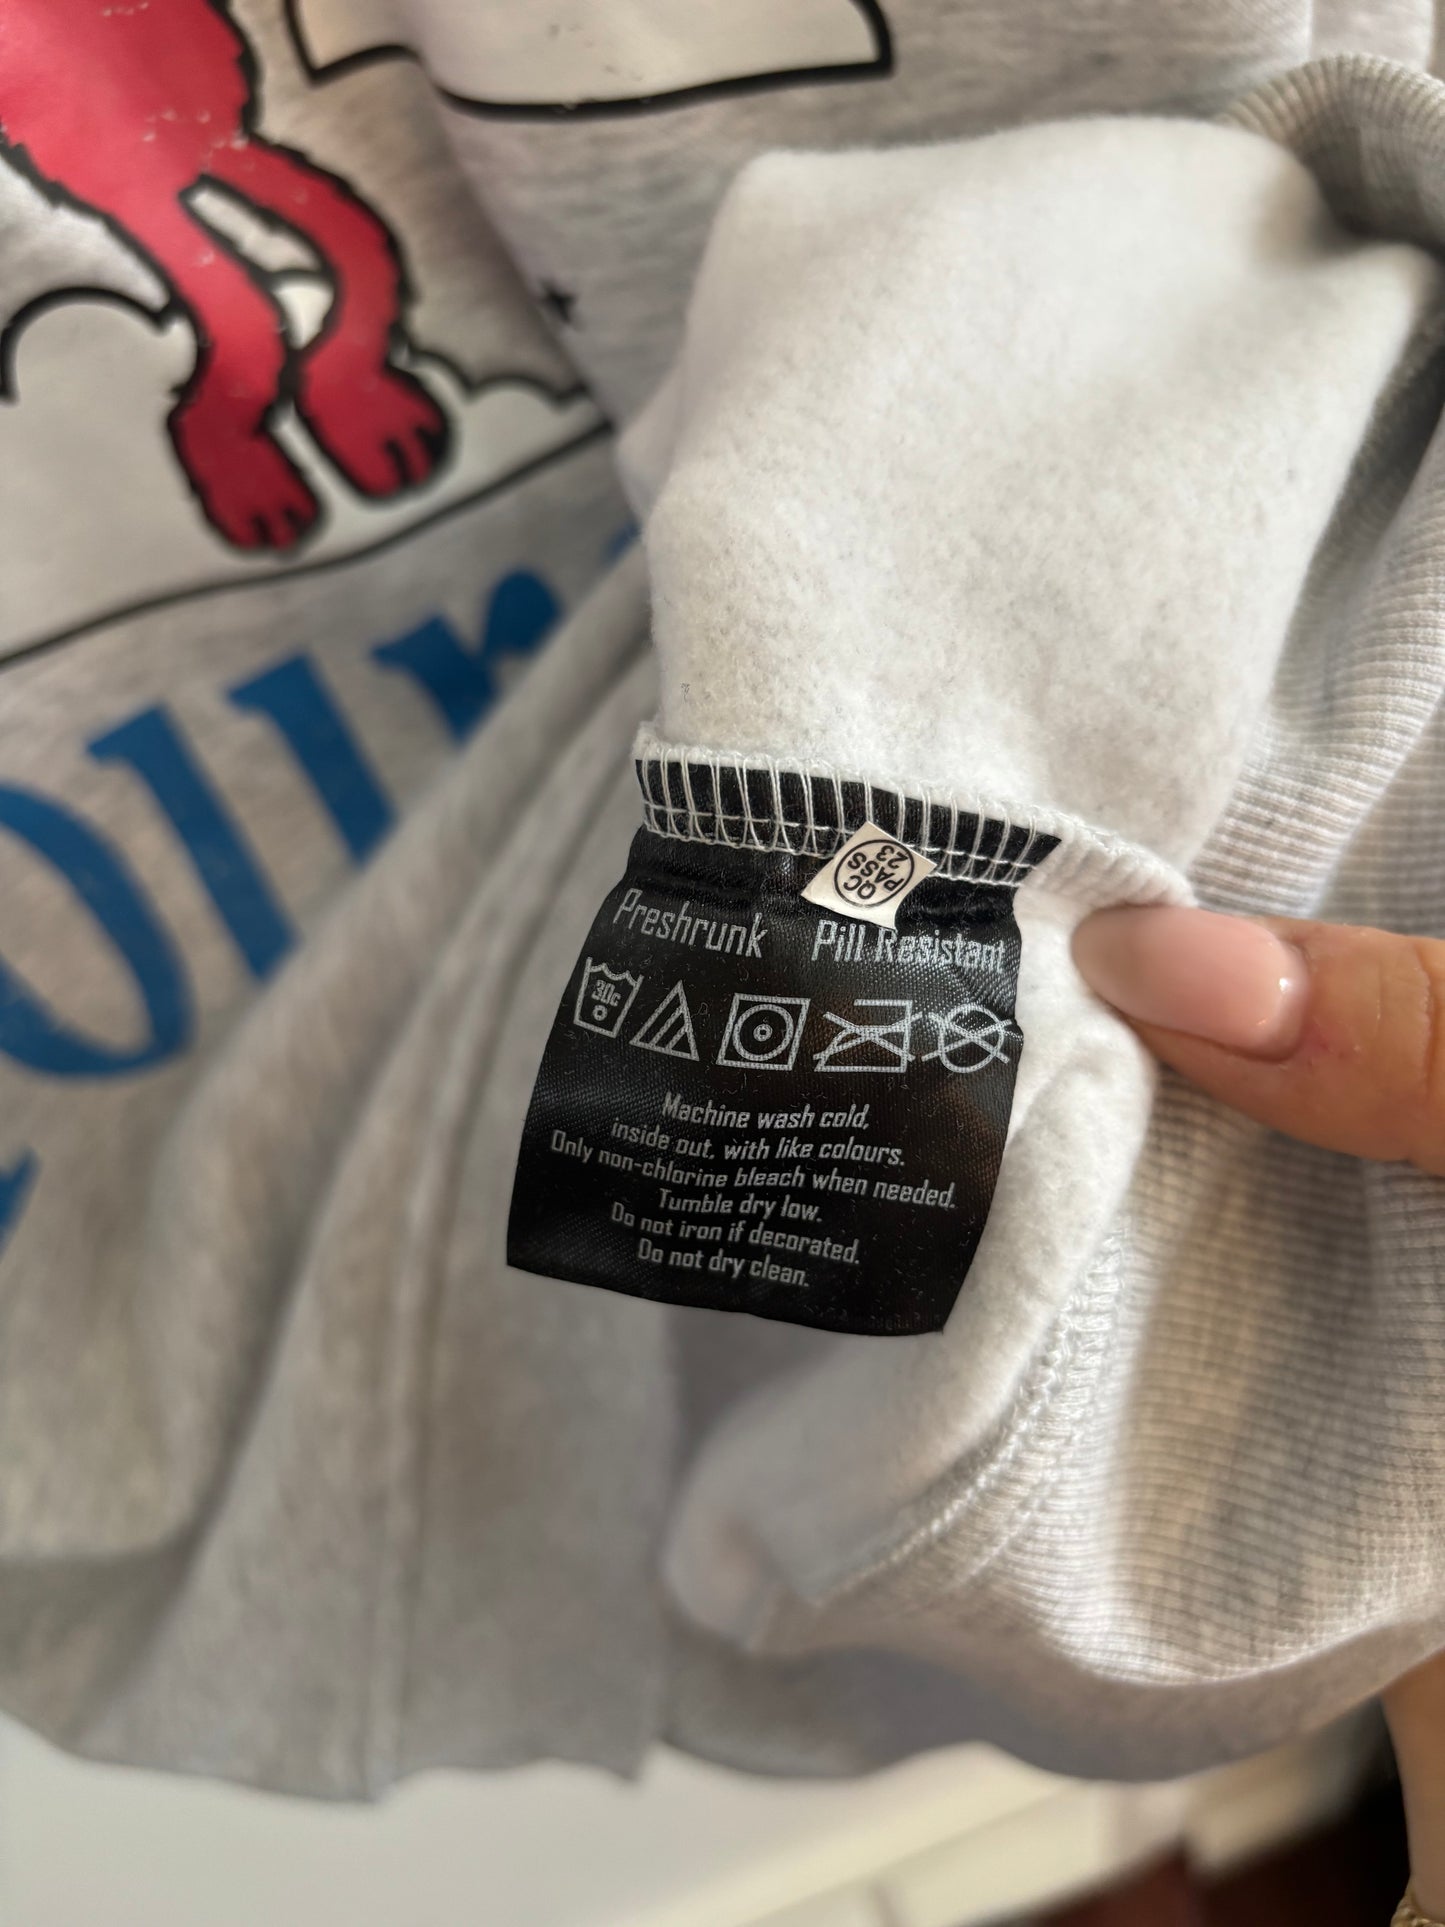 ollr
QC
PASS
23
Preshrunk Pill Resistant
30c
Machine wash cold,
inside out, with like colours.
Only non-chlorine bleach when needed.
Tumble dry low.
Do not iron if decorated.
Do not dry clean.